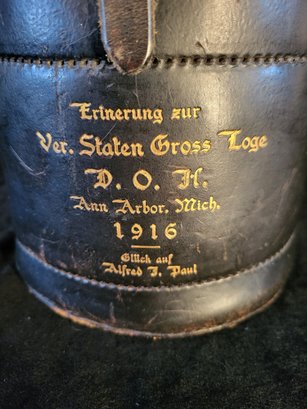 Erinerung zur
Ver. Staten Gross Loge
D. O. H.
Ann Arbor, Mich.
1916
Glück auf
Alfred J. Paul